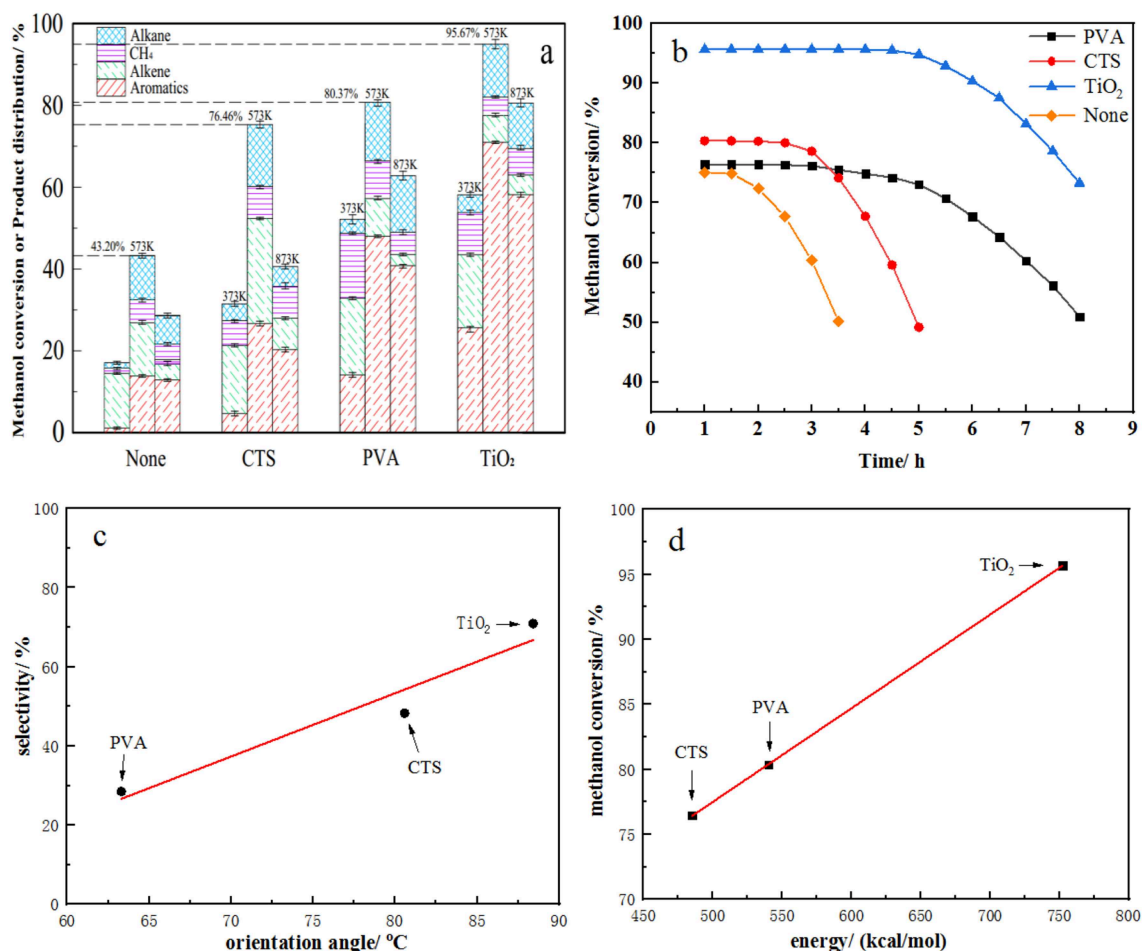 Methanol conversion or Product distribution/ %
100
80
60
40
20
0
Alkane
CH₄
Alkene
Aromatics
a
43.20% 573K
373K
76.46% 573K
873K
373K
80.37% 573K
873K
373K
95.67% 573K
873K
None CTS PVA TiO₂
Methanol Conversion/ %
100
90
80
70
60
50
40
b
PVA
CTS
TiO₂
None
0 1 2 3 4 5 6 7 8 9
Time/ h
selectivity/ %
100
80
60
40
20
0
c
PVA
CTS
TiO₂
60 65 70 75 80 85 90
orientation angle/ °C
methanol conversion/ %
100
95
90
85
80
75
70
d
TiO₂
PVA
CTS
450 500 550 600 650 700 750 800
energy/ (kcal/mol)